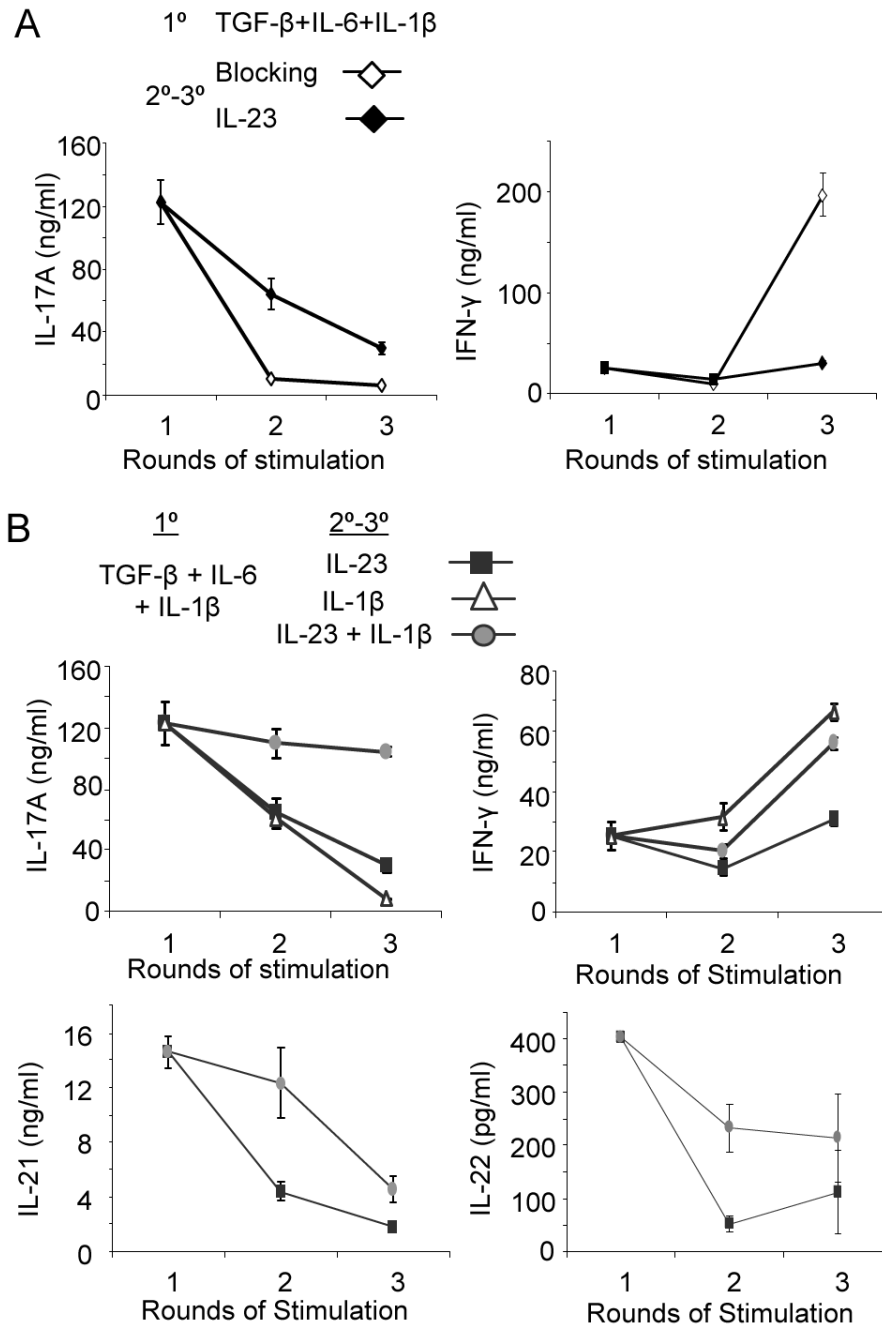 A
1º TGF-β+IL-6+IL-1β
2º-3º
Blocking
IL-23
IL-17A (ng/ml)
160
120
80
40
0
1 2 3
Rounds of stimulation
IFN-γ (ng/ml)
200
100
0
1 2 3
Rounds of stimulation
B
1º 2º-3º
TGF-β + IL-6
+ IL-1β
IL-23
IL-1β
IL-23 + IL-1β
IL-17A (ng/ml)
160
120
80
40
0
1 2 3
Rounds of stimulation
IFN-γ (ng/ml)
80
60
40
20
0
1 2 3
Rounds of Stimulation
IL-21 (ng/ml)
16
12
8
4
0
1 2 3
Rounds of Stimulation
IL-22 (pg/ml)
400
300
200
100
0
1 2 3
Rounds of Stimulation